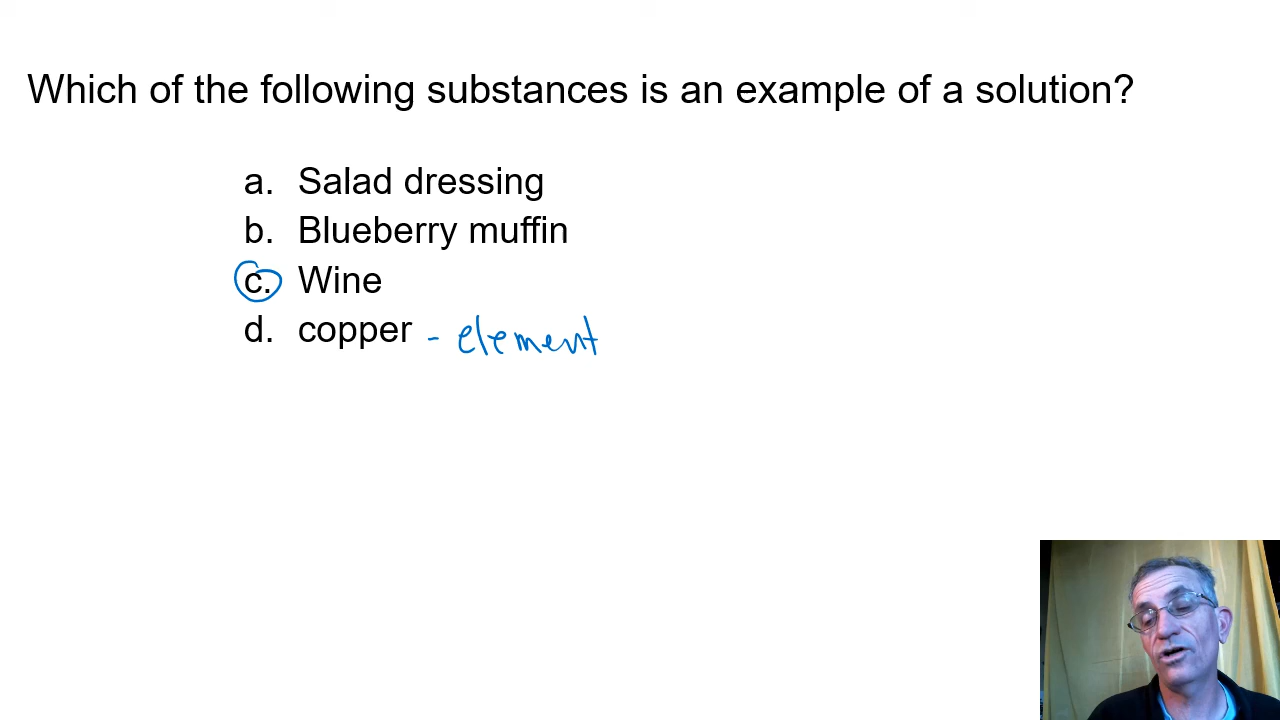 Which of the following substances is an example of a solution?
a. Salad dressing
b. Blueberry muffin
c. Wine
d. copper - element